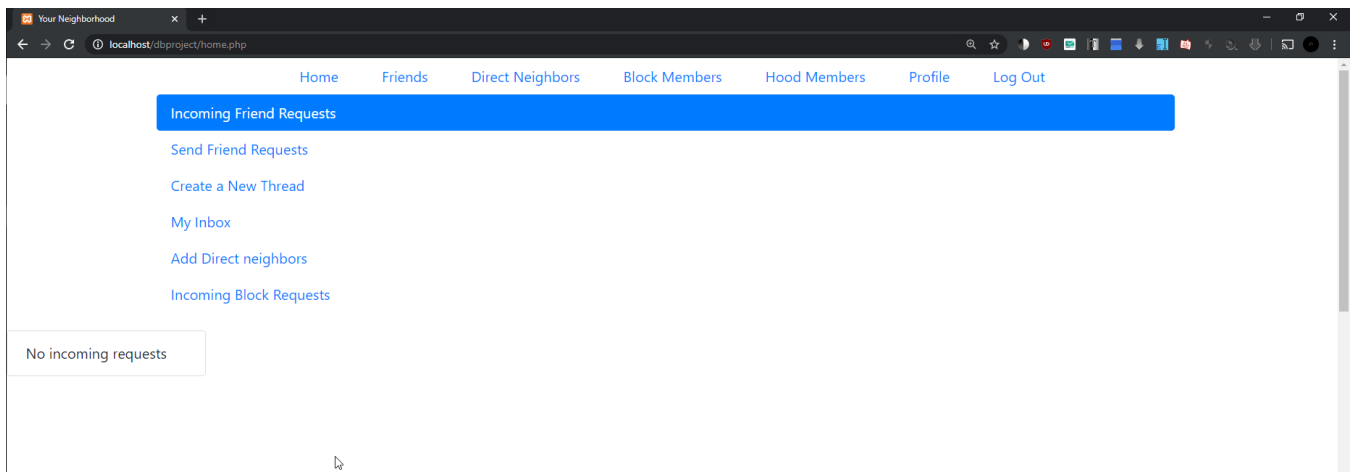 Your Neighborhood
localhost/dbproject/home.php
Home Friends Direct Neighbors Block Members Hood Members Profile Log Out
Incoming Friend Requests
Send Friend Requests
Create a New Thread
My Inbox
Add Direct neighbors
Incoming Block Requests
No incoming requests